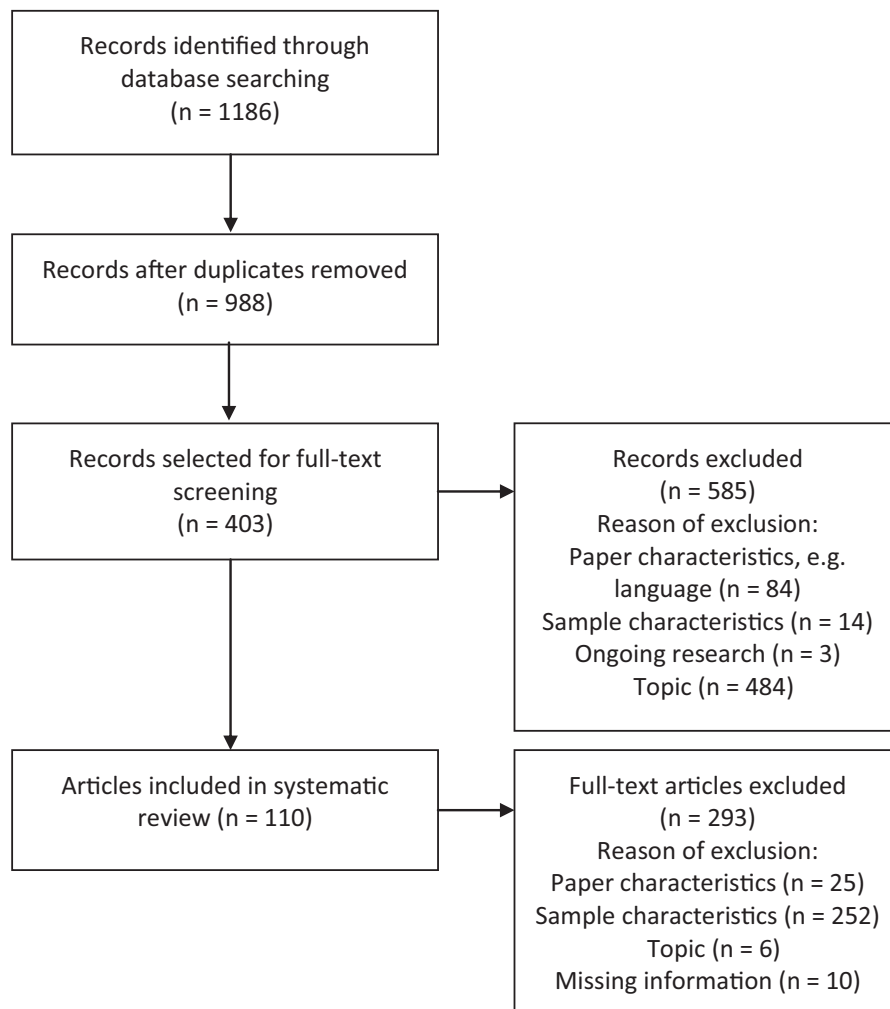 Records identified through
database searching
(n = 1186)
Records after duplicates removed
(n = 988)
Records selected for full-text
screening
(n = 403)
Records excluded
(n = 585)
Reason of exclusion:
Paper characteristics, e.g.
language (n = 84)
Sample characteristics (n = 14)
Ongoing research (n = 3)
Topic (n = 484)
Articles included in systematic
review (n = 110)
Full-text articles excluded
(n = 293)
Reason of exclusion:
Paper characteristics (n = 25)
Sample characteristics (n = 252)
Topic (n = 6)
Missing information (n = 10)